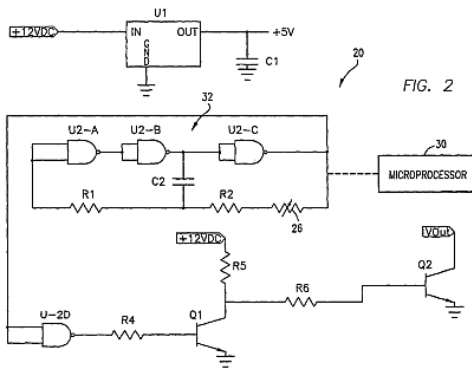 U1
+12VDC
IN
OUT
GND
+5V
C1
20
FIG. 2
32
U2-A
U2-B
U2-C
30
MICROPROCESSOR
C2
R1
R2
26
+12VDC
VOut
R5
Q2
R6
U-2D
R4
Q1